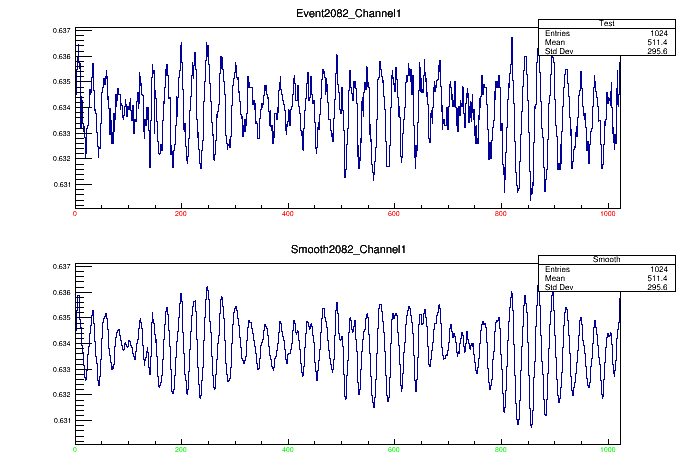 Event2082_Channel1
Test
Entries 1024
Mean 511.4
Std Dev 295.6
0.637
0.636
0.635
0.634
0.633
0.632
0.631
0 200 400 600 800 1000
Smooth2082_Channel1
Smooth
Entries 1024
Mean 511.4
Std Dev 295.6
0.637
0.636
0.635
0.634
0.633
0.632
0.631
0 200 400 600 800 1000